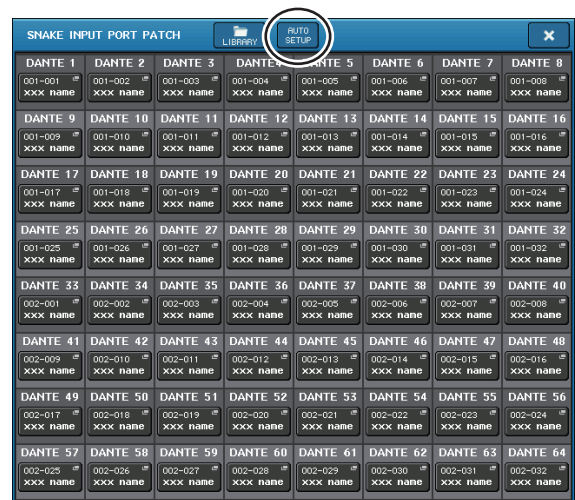 SNAKE INPUT PORT PATCH LIBRARY AUTO SETUP ×
DANTE 1 DANTE 2 DANTE 3 DANTE 4 DANTE 5 DANTE 6 DANTE 7 DANTE 8
001-001 001-002 001-003 001-004 001-005 001-006 001-007 001-008
xxx name xxx name xxx name xxx name xxx name xxx name xxx name xxx name
DANTE 9 DANTE 10 DANTE 11 DANTE 12 DANTE 13 DANTE 14 DANTE 15 DANTE 16
001-009 001-010 001-011 001-012 001-013 001-014 001-015 001-016
xxx name xxx name xxx name xxx name xxx name xxx name xxx name xxx name
DANTE 17 DANTE 18 DANTE 19 DANTE 20 DANTE 21 DANTE 22 DANTE 23 DANTE 24
001-017 001-018 001-019 001-020 001-021 001-022 001-023 001-024
xxx name xxx name xxx name xxx name xxx name xxx name xxx name xxx name
DANTE 25 DANTE 26 DANTE 27 DANTE 28 DANTE 29 DANTE 30 DANTE 31 DANTE 32
001-025 001-026 001-027 001-028 001-029 001-030 001-031 001-032
xxx name xxx name xxx name xxx name xxx name xxx name xxx name xxx name
DANTE 33 DANTE 34 DANTE 35 DANTE 36 DANTE 37 DANTE 38 DANTE 39 DANTE 40
002-001 002-002 002-003 002-004 002-005 002-006 002-007 002-008
xxx name xxx name xxx name xxx name xxx name xxx name xxx name xxx name
DANTE 41 DANTE 42 DANTE 43 DANTE 44 DANTE 45 DANTE 46 DANTE 47 DANTE 48
002-009 002-010 002-011 002-012 002-013 002-014 002-015 002-016
xxx name xxx name xxx name xxx name xxx name xxx name xxx name xxx name
DANTE 49 DANTE 50 DANTE 51 DANTE 52 DANTE 53 DANTE 54 DANTE 55 DANTE 56
002-017 002-018 002-019 002-020 002-021 002-022 002-023 002-024
xxx name xxx name xxx name xxx name xxx name xxx name xxx name xxx name
DANTE 57 DANTE 58 DANTE 59 DANTE 60 DANTE 61 DANTE 62 DANTE 63 DANTE 64
002-025 002-026 002-027 002-028 002-029 002-030 002-031 002-032
xxx name xxx name xxx name xxx name xxx name xxx name xxx name xxx name